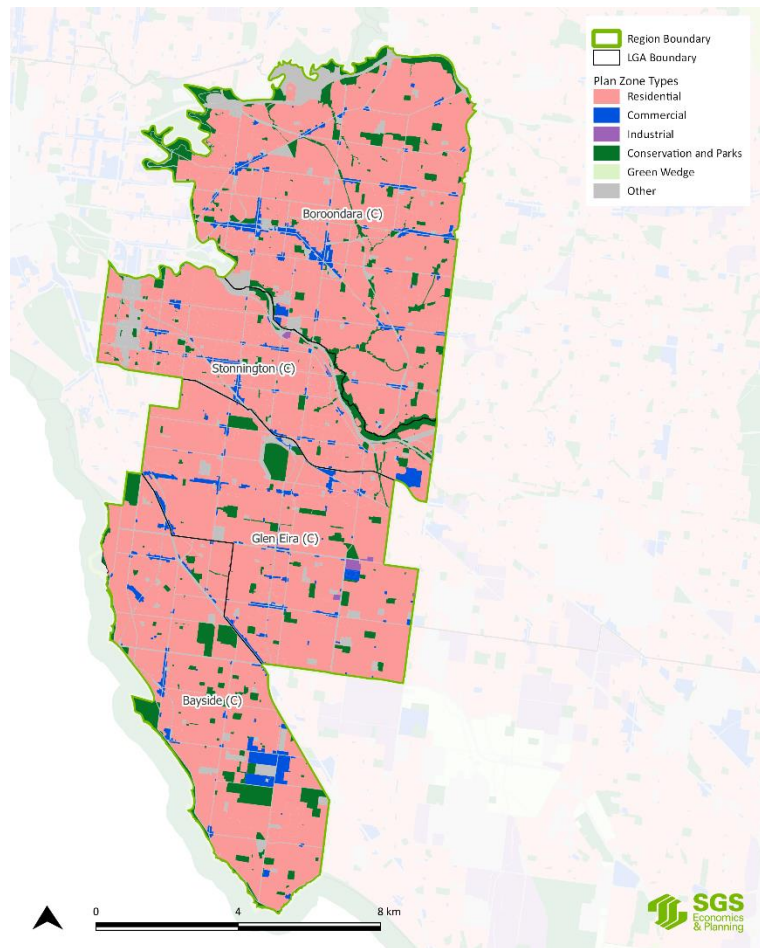 Region Boundary
LGA Boundary
Plan Zone Types
Residential
Commercial
Industrial
Conservation and Parks
Green Wedge
Other
Boroondara (C)
Stonnington (C)
Glen Eira (C)
Bayside (C)
0 4 8 km
SGS
Economics
& Planning